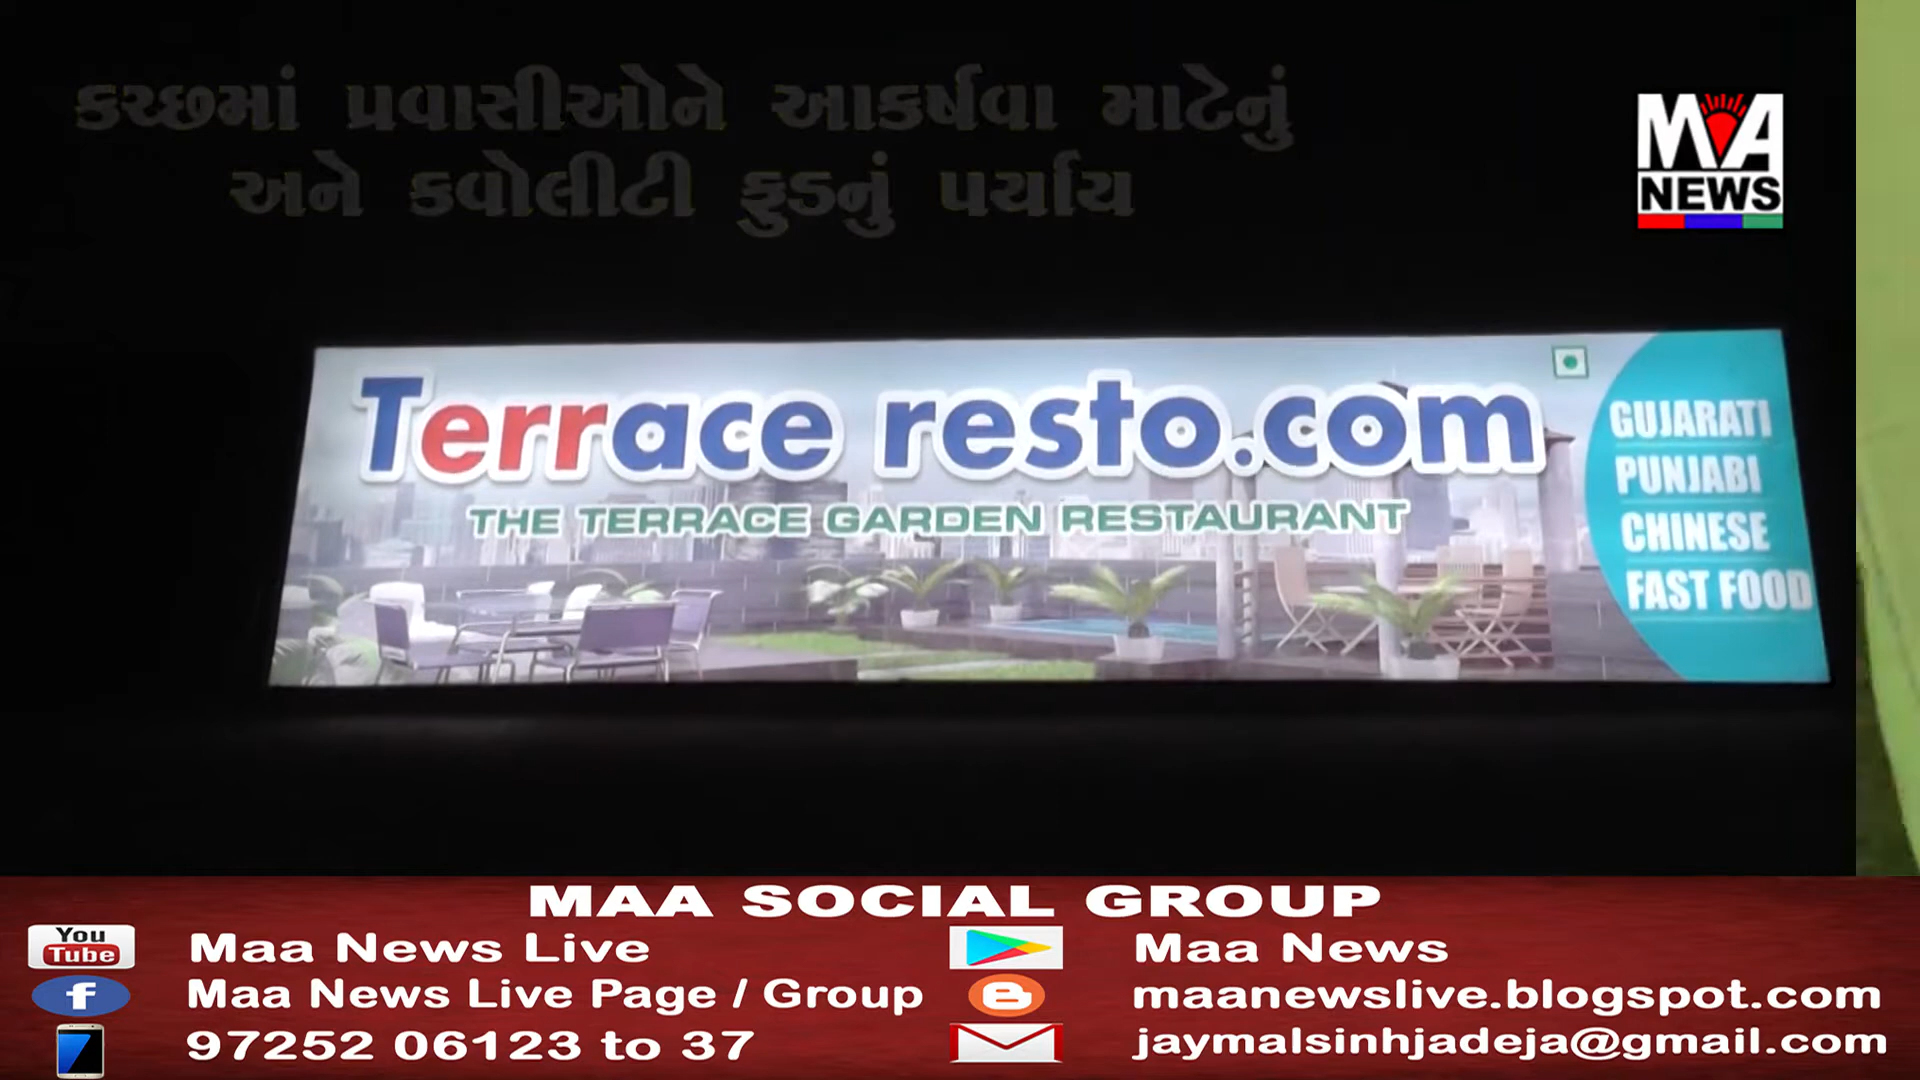 કચ્છમાં પ્રવાસીઓને આકર્ષવા માટેનું
અને કવોલીટી ફુડનું પર્યાય
MAA
NEWS
Terrace resto.com
THE TERRACE GARDEN RESTAURANT
GUJARATI
PUNJABI
CHINESE
FAST FOOD
MAA SOCIAL GROUP
You Tube
Maa News Live
Maa News
f
Maa News Live Page / Group
B
maanewslive.blogspot.com
97252 06123 to 37
jaymalsinhjadeja@gmail.com